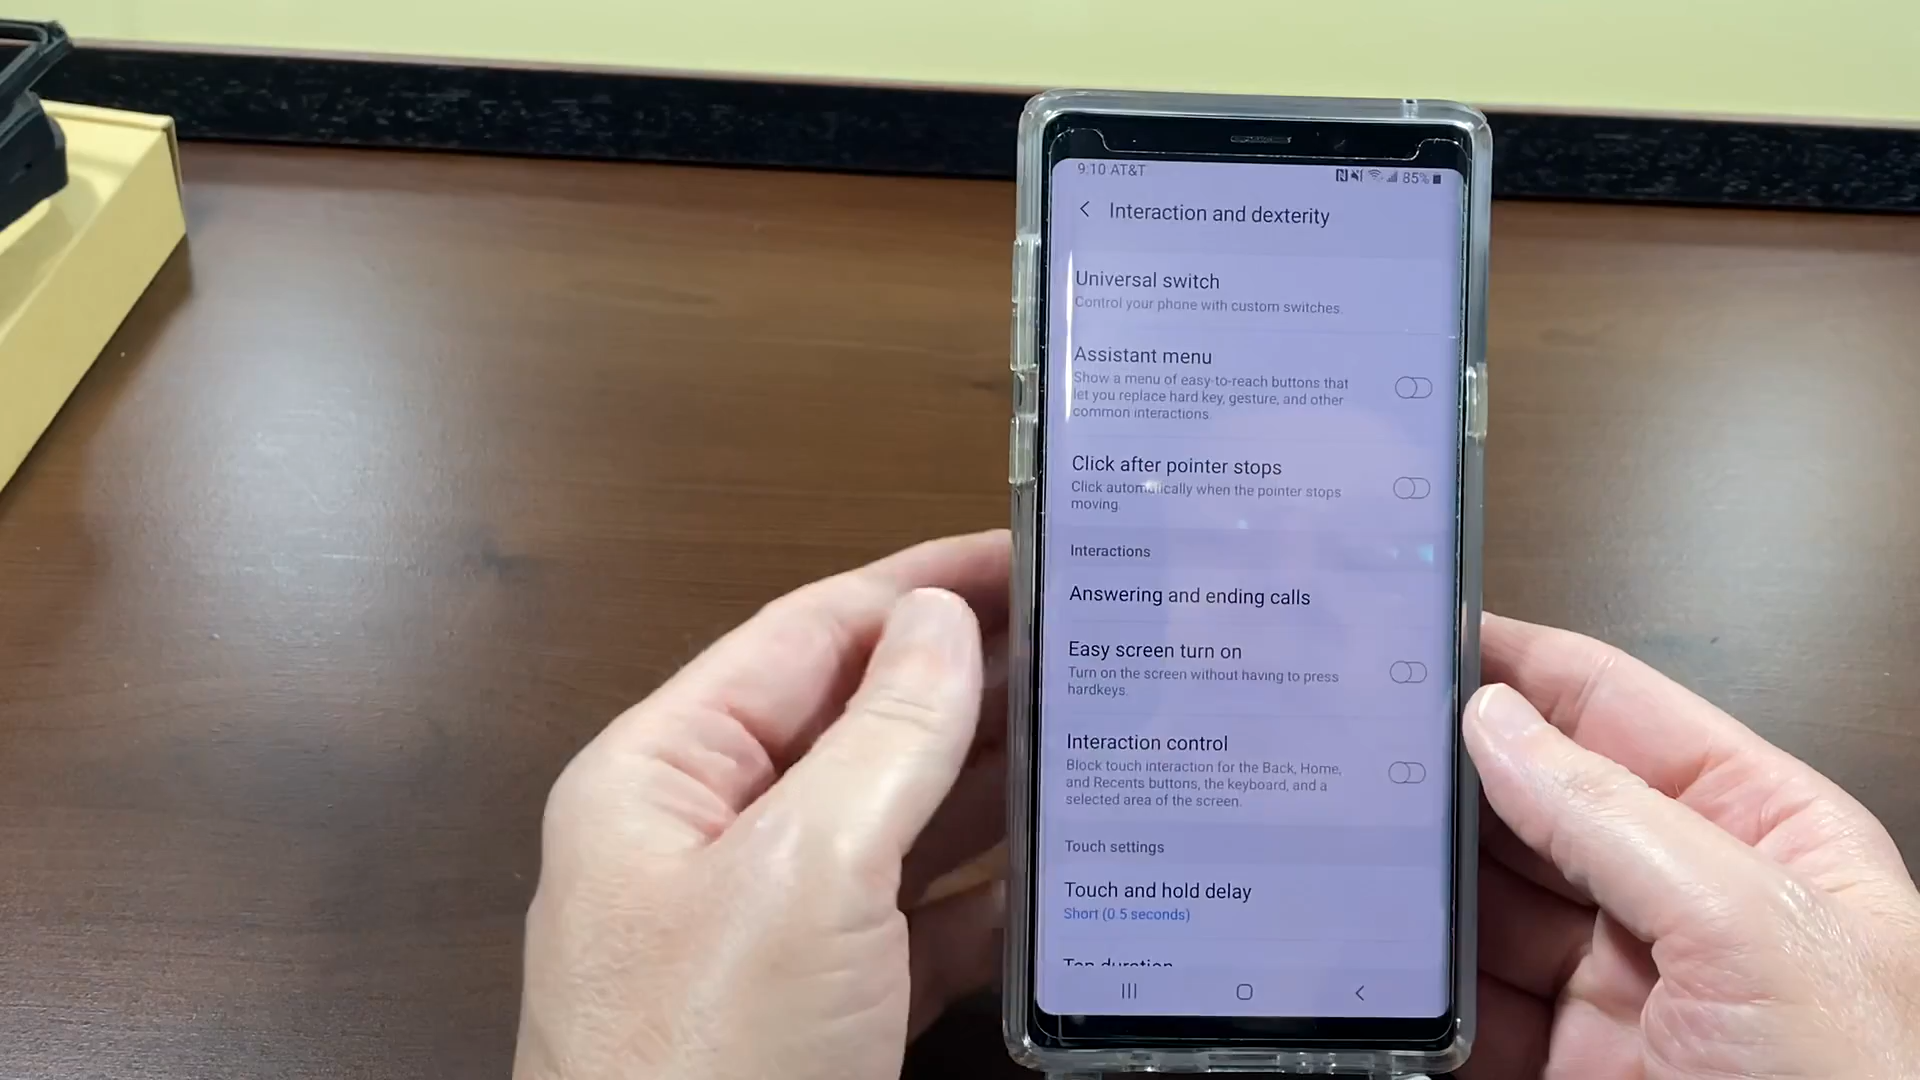 9:10 AT&T
85%
Interaction and dexterity
Universal switch
Control your phone with custom switches.
Assistant menu
Show a menu of easy-to-reach buttons that
let you replace hard key, gesture, and other
common interactions.
Click after pointer stops
Click automatically when the pointer stops
moving.
Interactions
Answering and ending calls
Easy screen turn on
Turn on the screen without having to press
hardkeys.
Interaction control
Block touch interaction for the Back, Home,
and Recents buttons, the keyboard, and a
selected area of the screen.
Touch settings
Touch and hold delay
Short (0.5 seconds)
Tap duration